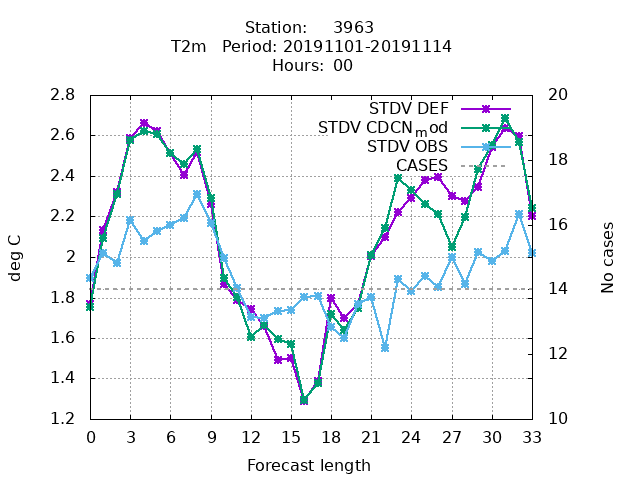 Station: 3963
T2m Period: 20191101-20191114
Hours: 00
2.8
2.6
2.4
2.2
2
1.8
1.6
1.4
1.2
deg C
STDV DEF
STDV CDCNmod
STDV OBS
CASES
20
18
16
14
12
10
No cases
0 3 6 9 12 15 18 21 24 27 30 33
Forecast length